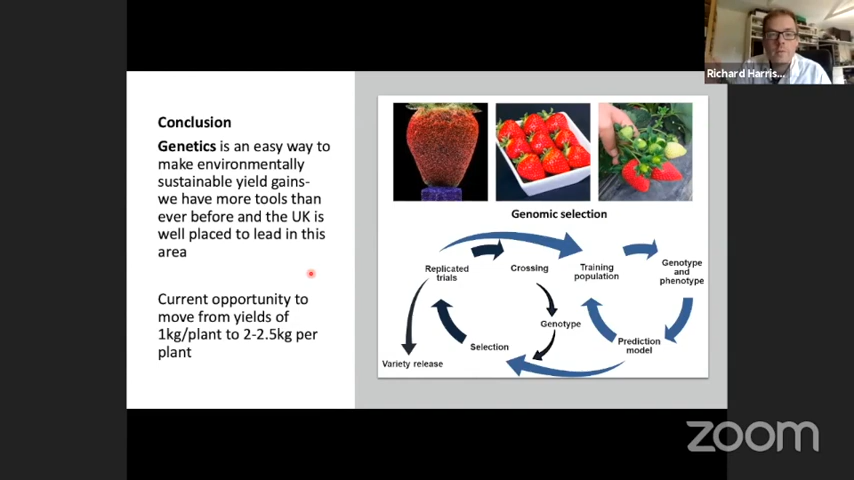 Richard Harris...
Conclusion
Genetics is an easy way to
make environmentally
sustainable yield gains-
we have more tools than
ever before and the UK is
well placed to lead in this
area
Current opportunity to
move from yields of
1kg/plant to 2-2.5kg per
plant
Genomic selection
Replicated
trials
Crossing
Training
population
Genotype
and
phenotype
Genotype
Selection
Prediction
model
Variety release
zoom